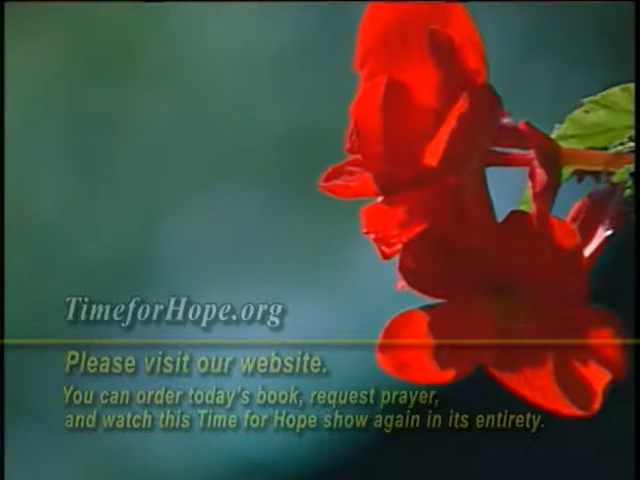 TimeforHope.org
Please visit our website.
You can order today's book, request prayer,
and watch this Time for Hope show again in its entirety.